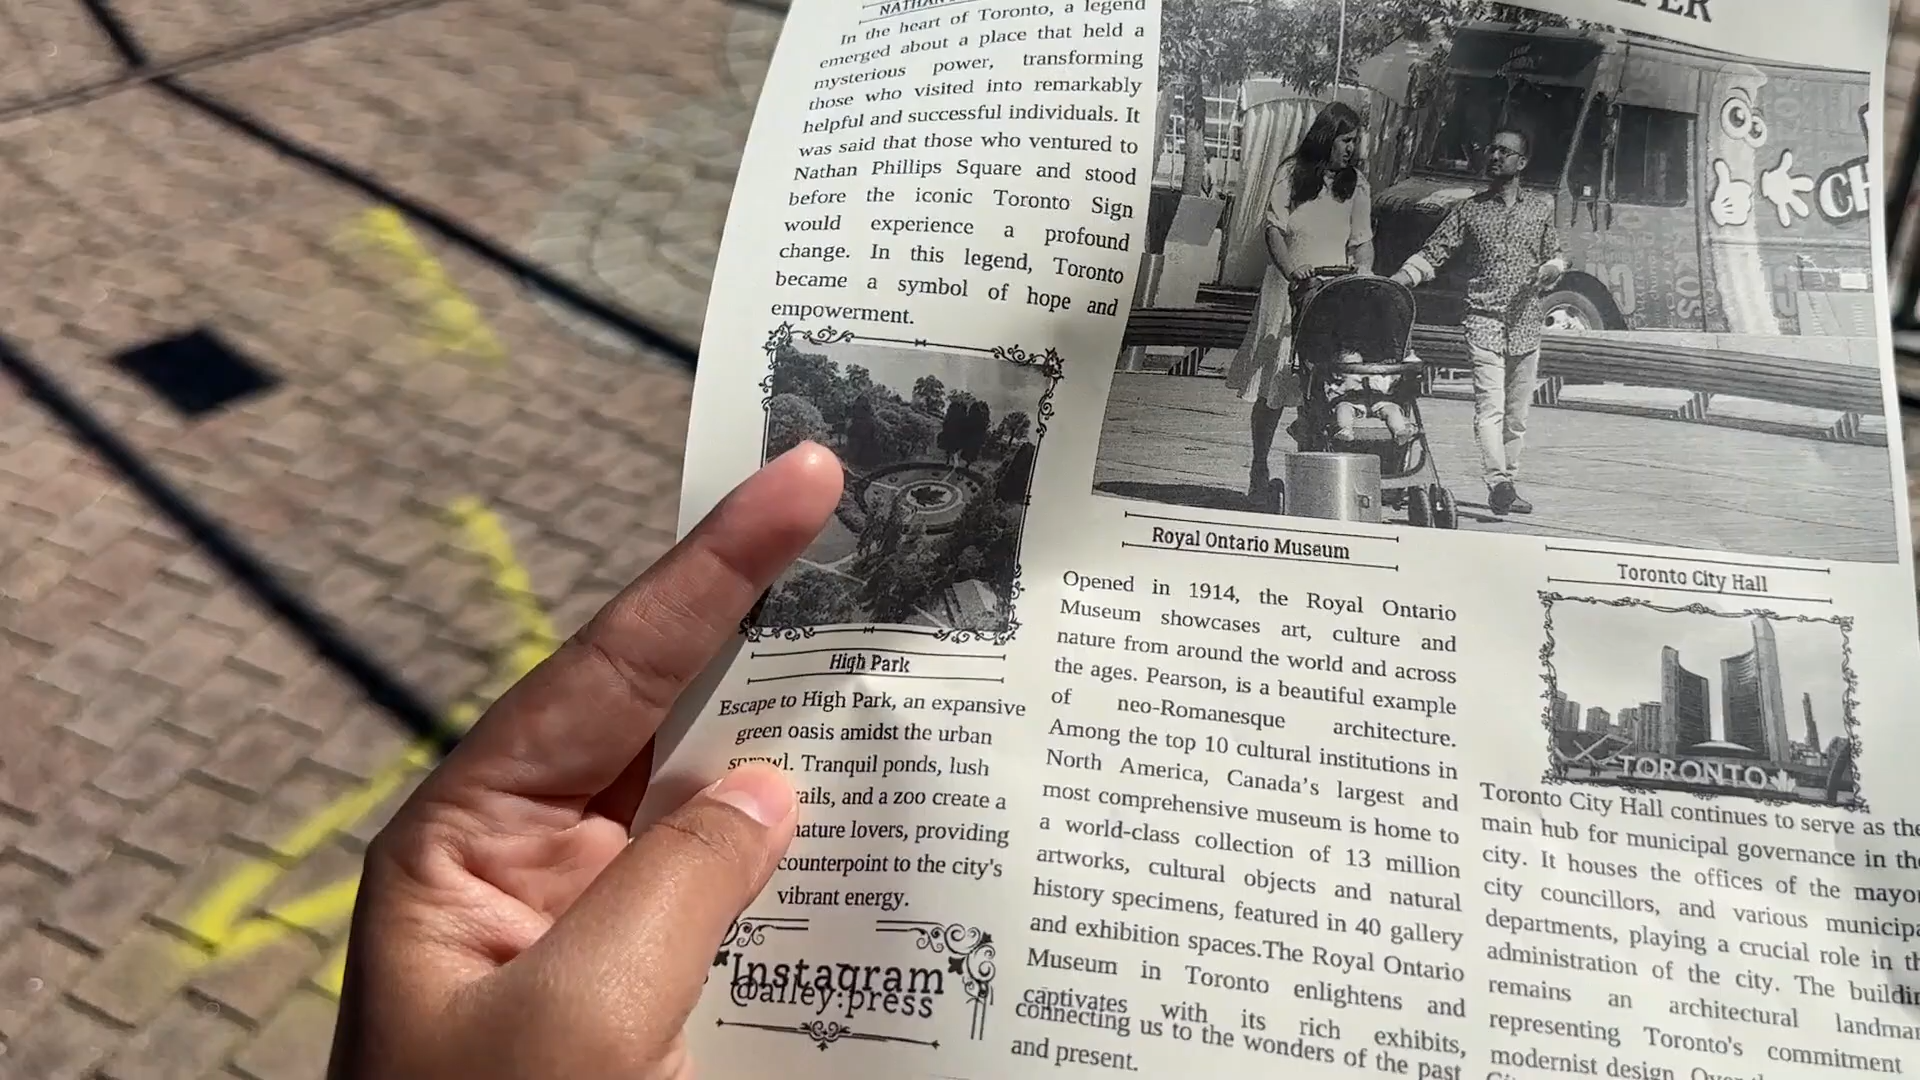 In the heart of Toronto, a legend
emerged about a place that held a
mysterious power, transforming
those who visited into remarkably
helpful and successful individuals. It
was said that those who ventured to
Nathan Phillips Square and stood
before the iconic Toronto Sign
would experience a profound
change. In this legend, Toronto
became a symbol of hope and
empowerment.
High Park
Escape to High Park, an expansive
green oasis amidst the urban
sprawl. Tranquil ponds, lush
and a zoo create a
lovers, providing
counterpoint to the city's
vibrant energy.
Instagram
@ailey.press
CH
Royal Ontario Museum
Opened in 1914, the Royal Ontario
Museum showcases art, culture and
nature from around the world and across
the ages. Pearson, is a beautiful example
of neo-Romanesque architecture.
Among the top 10 cultural institutions in
North America, Canada's largest and
most comprehensive museum is home to
a world-class collection of 13 million
artworks, cultural objects and natural
history specimens, featured in 40 gallery
and exhibition spaces.The Royal Ontario
Museum in Toronto enlightens and
captivates with its rich exhibits,
connecting us to the wonders of the past
and present.
Toronto City Hall
TORONTO
Toronto City Hall continues to serve as the
main hub for municipal governance in the
city. It houses the offices of the mayor
city councillors, and various municipa
departments, playing a crucial role in th
administration of the city. The buildin
remains an architectural landmar
representing Toronto's commitment
modernist design.